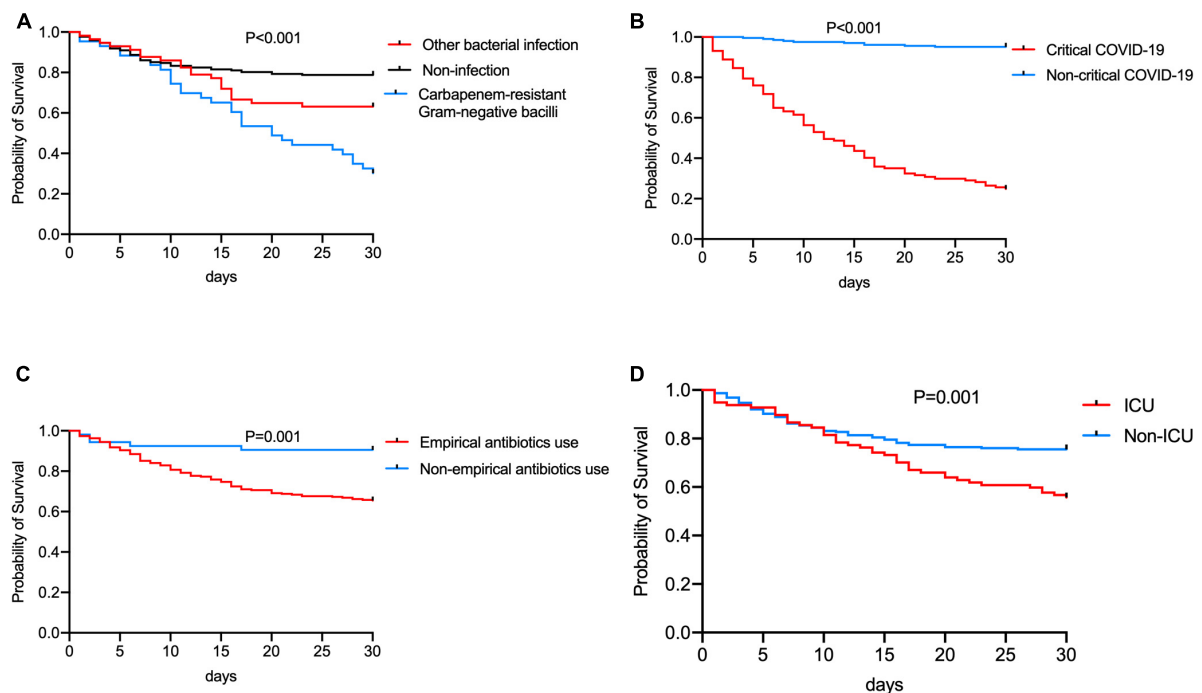 A
P<0.001
Other bacterial infection
Non-infection
Carbapenem-resistant
Gram-negative bacilli
Probability of Survival
1.0
0.8
0.6
0.4
0.2
0.0
0 5 10 15 20 25 30
days
B
P<0.001
Critical COVID-19
Non-critical COVID-19
Probability of Survival
1.0
0.8
0.6
0.4
0.2
0.0
0 5 10 15 20 25 30
days
C
P=0.001
Empirical antibiotics use
Non-empirical antibiotics use
Probability of Survival
1.0
0.8
0.6
0.4
0.2
0.0
0 5 10 15 20 25 30
days
D
P=0.001
ICU
Non-ICU
Probability of Survival
1.0
0.8
0.6
0.4
0.2
0.0
0 5 10 15 20 25 30
days